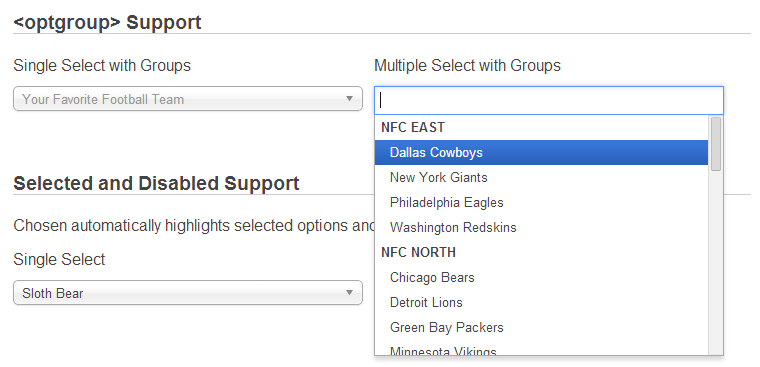 <optgroup> Support
Single Select with Groups
Your Favorite Football Team
Multiple Select with Groups
NFC EAST
Dallas Cowboys
New York Giants
Philadelphia Eagles
Washington Redskins
NFC NORTH
Chicago Bears
Detroit Lions
Green Bay Packers
Minnesota Vikings
Selected and Disabled Support
Chosen automatically highlights selected options and
Single Select
Sloth Bear